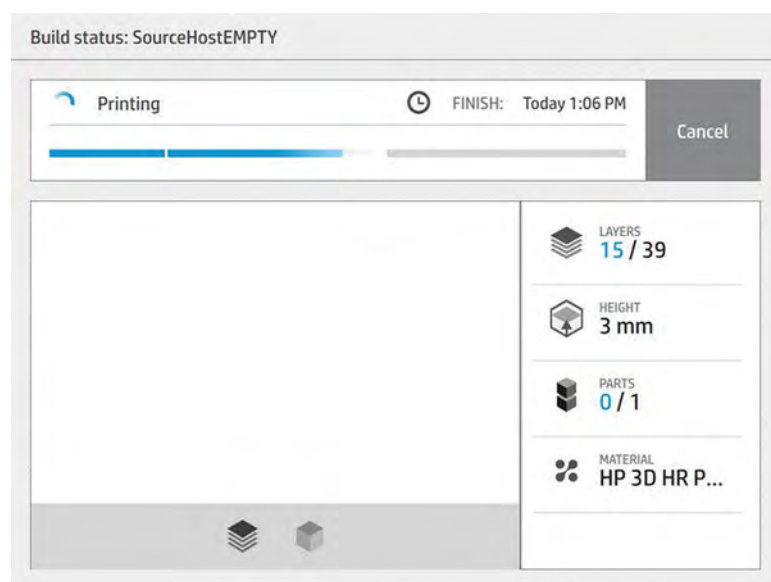 Build status: SourceHostEMPTY
Printing
FINISH: Today 1:06 PM
Cancel
LAYERS
15 / 39
HEIGHT
3 mm
PARTS
0 / 1
MATERIAL
HP 3D HR P...